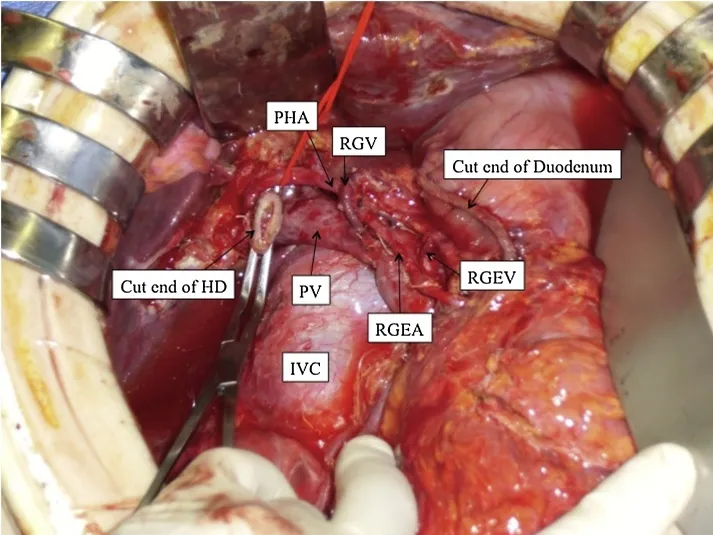 PHA
RGV
Cut end of Duodenum
Cut end of HD
PV
RGEV
RGEA
IVC